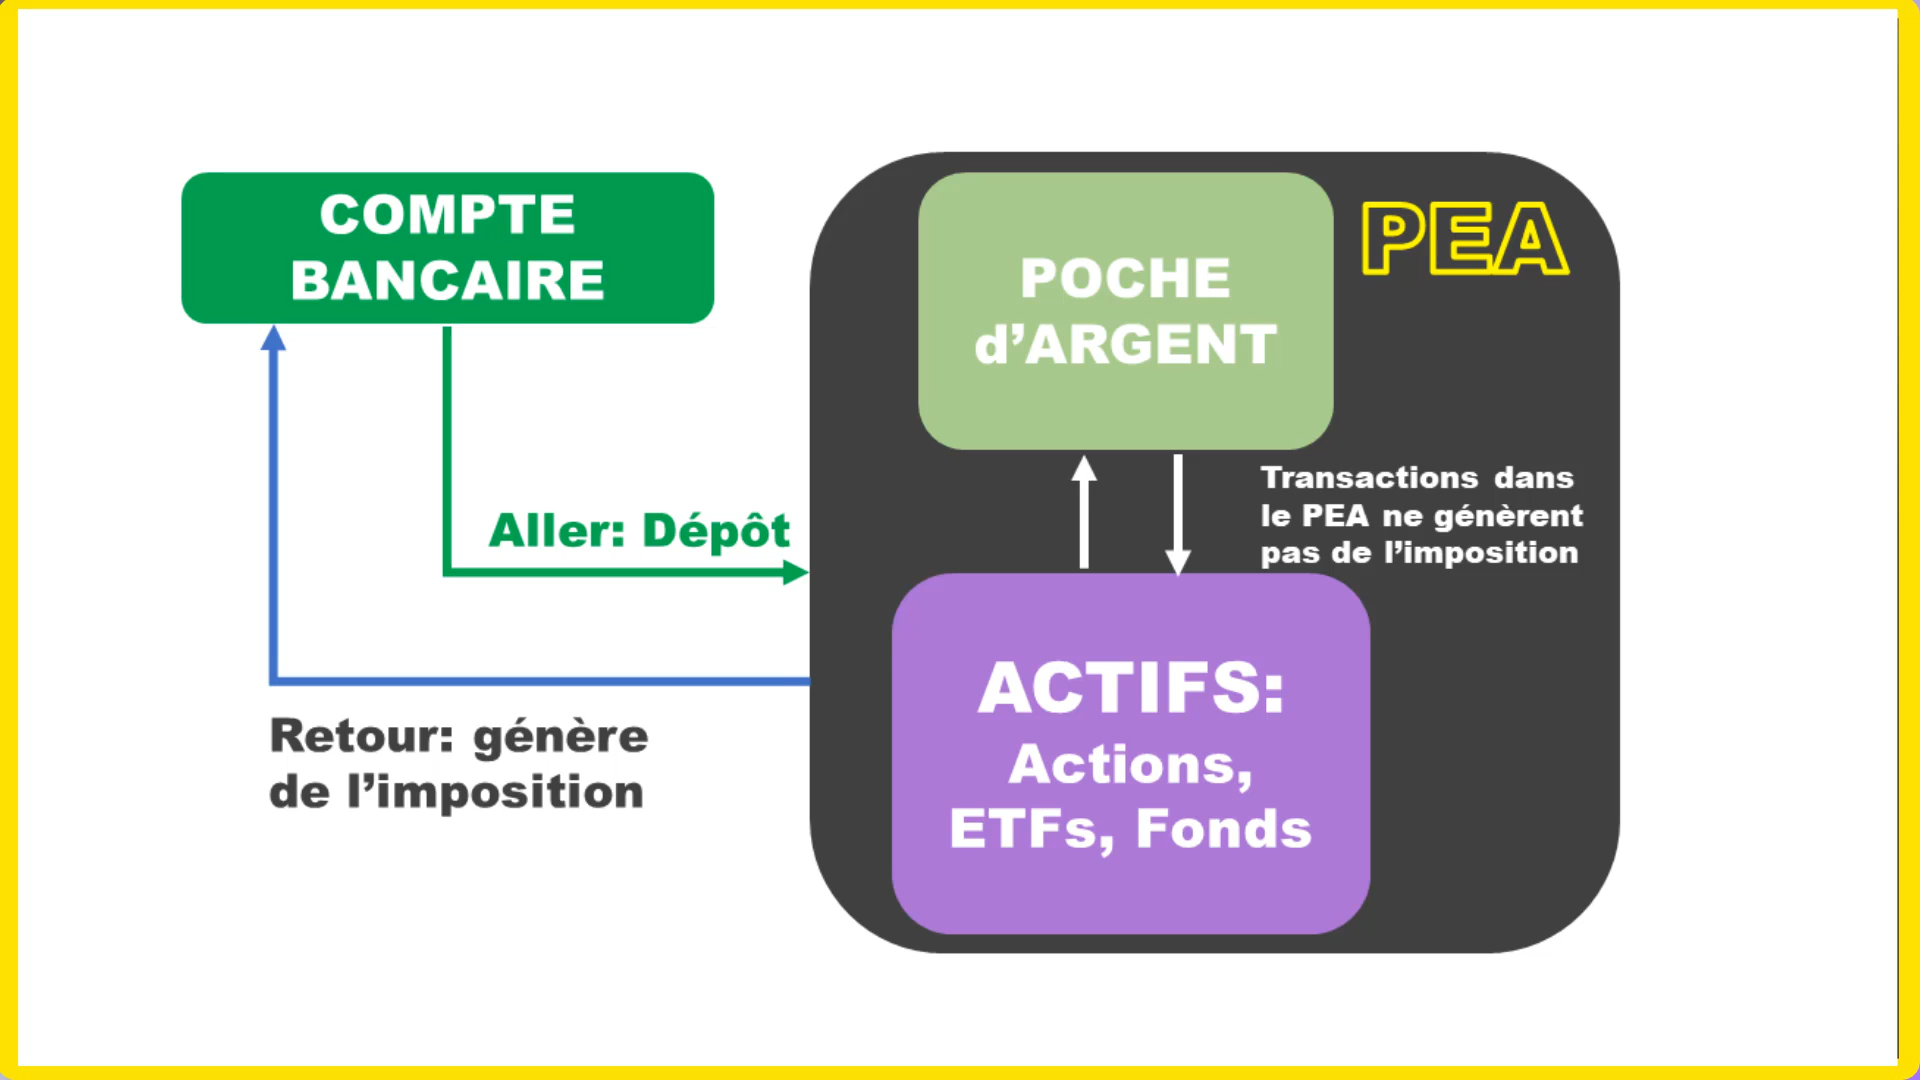 COMPTE
BANCAIRE
POCHE
d’ARGENT
PEA
Aller: Dépôt
Transactions dans
le PEA ne génèrent
pas de l’imposition
Retour: génère
de l’imposition
ACTIFS:
Actions,
ETFs, Fonds